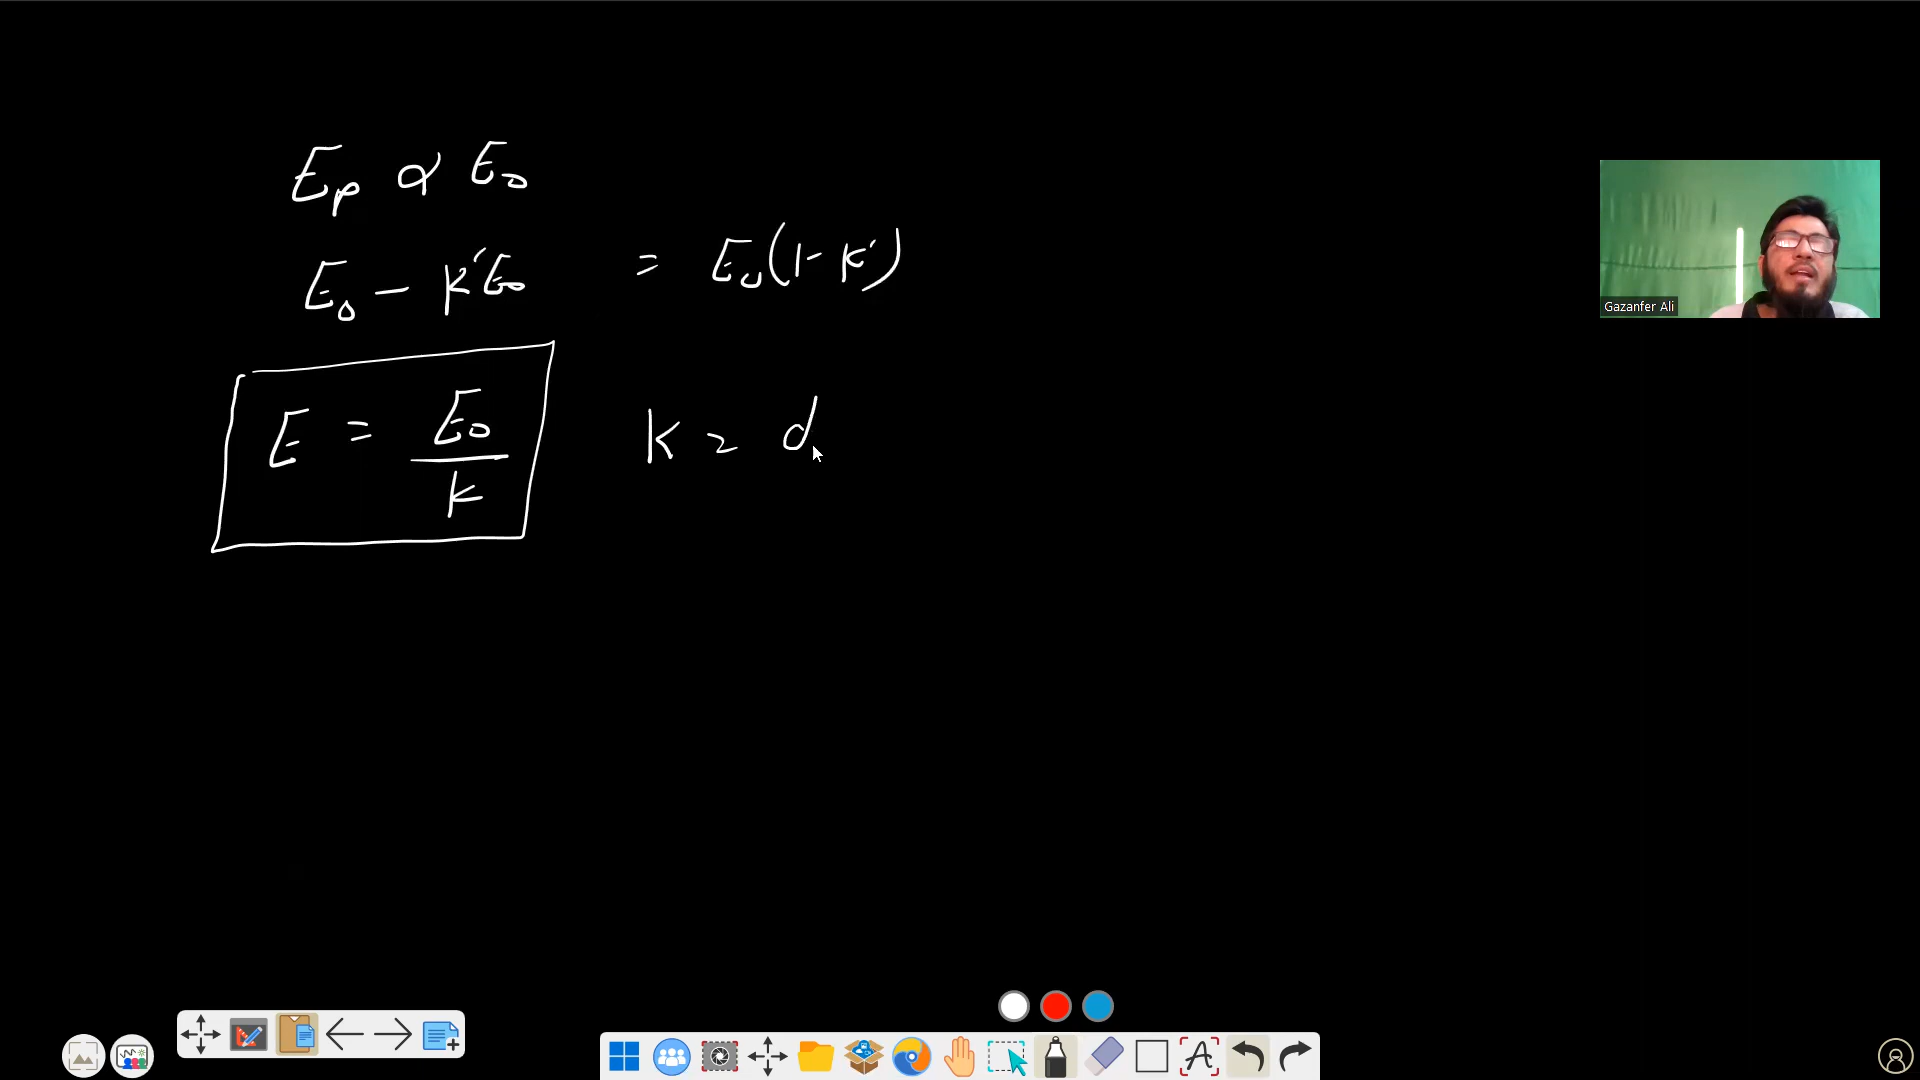 Eₚ ∝ E₀
E₀ - K'E₀ = E₀(1-K')
E = E₀/K
K = d
Gazanfer Ali